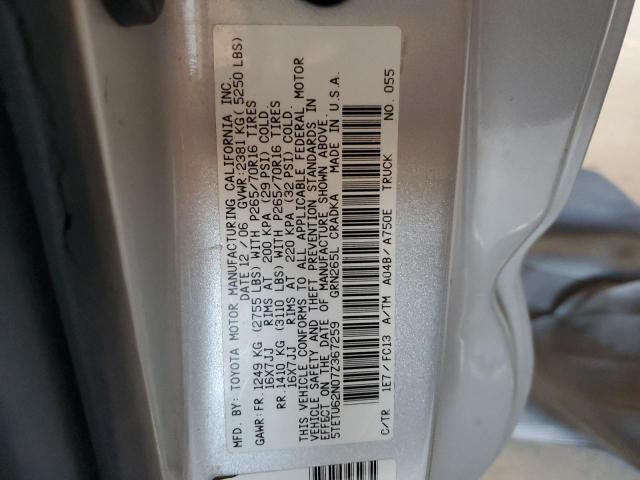 MFD. BY: TOYOTA MOTOR MANUFACTURING CALIFORNIA INC.
DATE 12 / 06 GVWR: 2381 KG ( 5250 LBS)
GAWR: FR. 1249 KG (2755 LBS) WITH P265/70R16 TIRES
16X7JJ RIMS AT 200 KPA (29 PSI) COLD.
RR. 1410 KG (3110 LBS) WITH P265/70R16 TIRES
16X7JJ RIMS AT 220 KPA (32 PSI) COLD.
THIS VEHICLE CONFORMS TO ALL APPLICABLE FEDERAL MOTOR
VEHICLE SAFETY AND THEFT PREVENTION STANDARDS IN
EFFECT ON THE DATE OF MANUFACTURE SHOWN ABOVE.
5TETU62N07Z367259 GRN265L CRADKA MADE IN U.S.A.
C/TR 1E7 / FC13 A/TM A04B / A750E TRUCK NO. 055